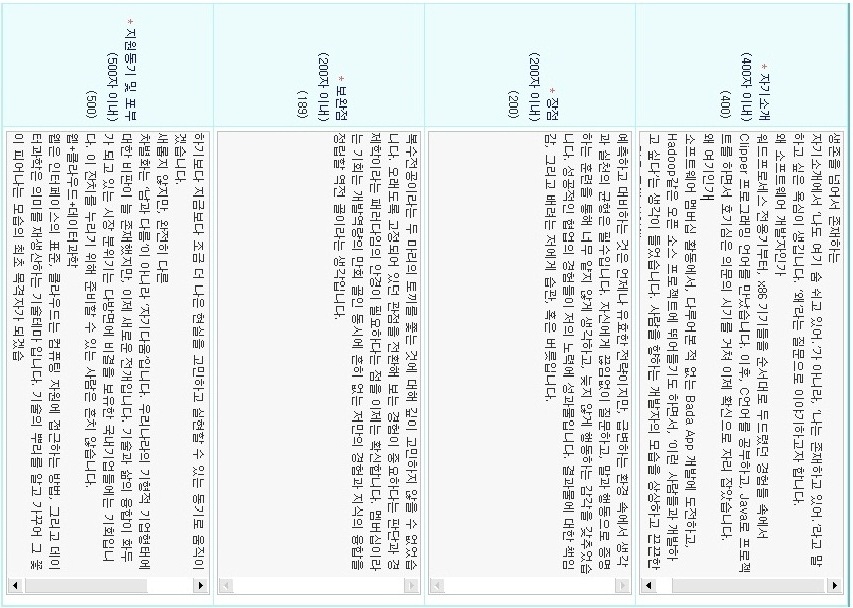 * 자기소개
(400자 이내)
(400)
생존을 넘어서 존재하는
자기소개에서 '나도 여기 숨 쉬고 있어.'가 아니라, '나는 존재하고 있어.'라고 말
하고 싶은 욕심이 생깁니다. '왜'라는 질문으로 이야기하고자 합니다.
왜 소프트웨어 개발자인가
워드프로세스 전용기부터, x86 기기들을 순서대로 두드렸던 경험들 속에서
Clipper 프로그래밍 언어를 만났습니다. 이후, C언어를 공부하고, Java로 프로젝
트를 하면서 호기심은 의문의 시기를 거쳐 이제 확신으로 자리 잡았습니다.
왜 여기인가
소프트웨어 멤버십 활동에서, 다루어본 적 없는 Bada App 개발에 도전하고,
Hadoop같은 오픈 소스 프로젝트에 뛰어들기도 하면서, '이런 사람들과 개발하
고 싶다'는 생각이 들었습니다. 사람을 향하는 개발자의 모습을 상상하고 끈끈한
* 장점
(200자 이내)
(200)
예측하고 대비하는 것은 언제나 유효한 전략이지만, 급변하는 환경 속에서 생각
과 실천의 균형은 필수입니다. 자신에게 끊임없이 질문하고, 말과 행동으로 증명
하는 훈련을 통해 너무 얕지 않게 생각하고, 늦지 않게 행동하는 감각을 갖추었습
니다. 성공적인 협업의 경험들이 저의 노력에 성과물입니다. 결과물에 대한 책임
감, 그리고 배려는 저에게 습관, 혹은 버릇입니다.
* 보완점
(200자 이내)
(189)
복수전공이라는 두 마리의 토끼를 쫓는 것에 대해 깊이 고민하지 않을 수 없었습
니다. 오래도록 고정되어 있던 관점을 전환해 보는 경험이 중요하다는 판단과 경
제학이라는 패러다임의 안경이 필요하다는 점을 이제는 확신합니다. 멤버십이라
는 기회는 개발역량의 만회 골인 동시에 흔히 없는 저만의 경험과 지식의 융합을
정립할 역전 골이라는 생각입니다.
* 지원동기 및 포부
(500자 이내)
(500)
하기보다 지금보다 조금 더 나은 현실을 고민하고 실현할 수 있는 동기로 움직이
겠습니다.
새롭지 않지만, 완전히 다른
차별화는 '남과 다름'이 아니라 '자기다움'입니다. 우리나라의 기형적 기업형태에
대한 비판이 늘 존재했지만, 이제 새로운 전개입니다. 기술과 삶의 융합이 화두
가 되고 있는 시장 분위기는 다방면에 비결을 보유한 국내기업들에는 기회입니
다. 이 잔치를 누리기 위해 준비할 수 있는 사람은 흔치 않습니다.
웹+클라우드+데이터과학
웹은 인터페이스의 표준, 클라우드는 컴퓨팅 자원에 접근하는 방법, 그리고 데이
터과학은 의미를 재생산하는 기술테마입니다. 기술의 뿌리를 알고 가꾸어 그 꽃
이 피어나는 모습의 최초 목격자가 되겠습